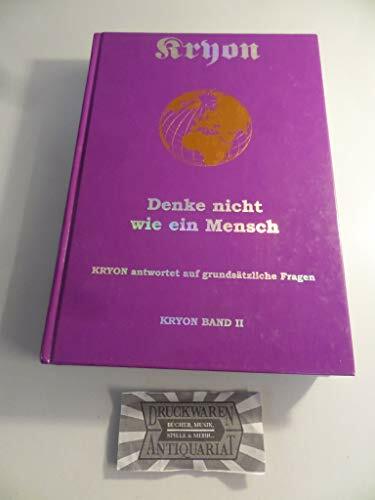 Kryon
Denke nicht
wie ein Mensch
KRYON antwortet auf grundsätzliche Fragen
KRYON BAND II
DRUCKWAREN
BÜCHER, MUSIK,
SPIELE & MEHR...
ANTIQUARIAT